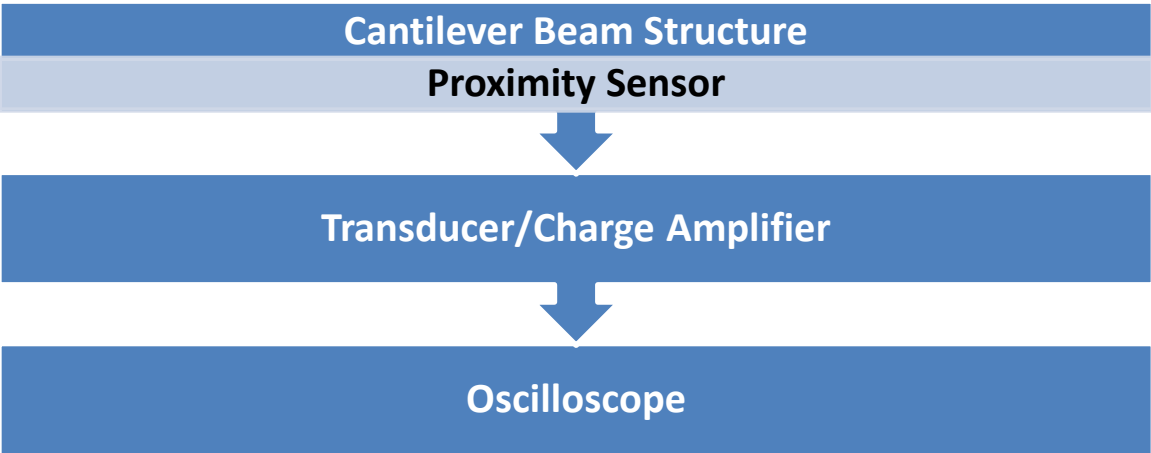 Cantilever Beam Structure
Proximity Sensor
Transducer/Charge Amplifier
Oscilloscope